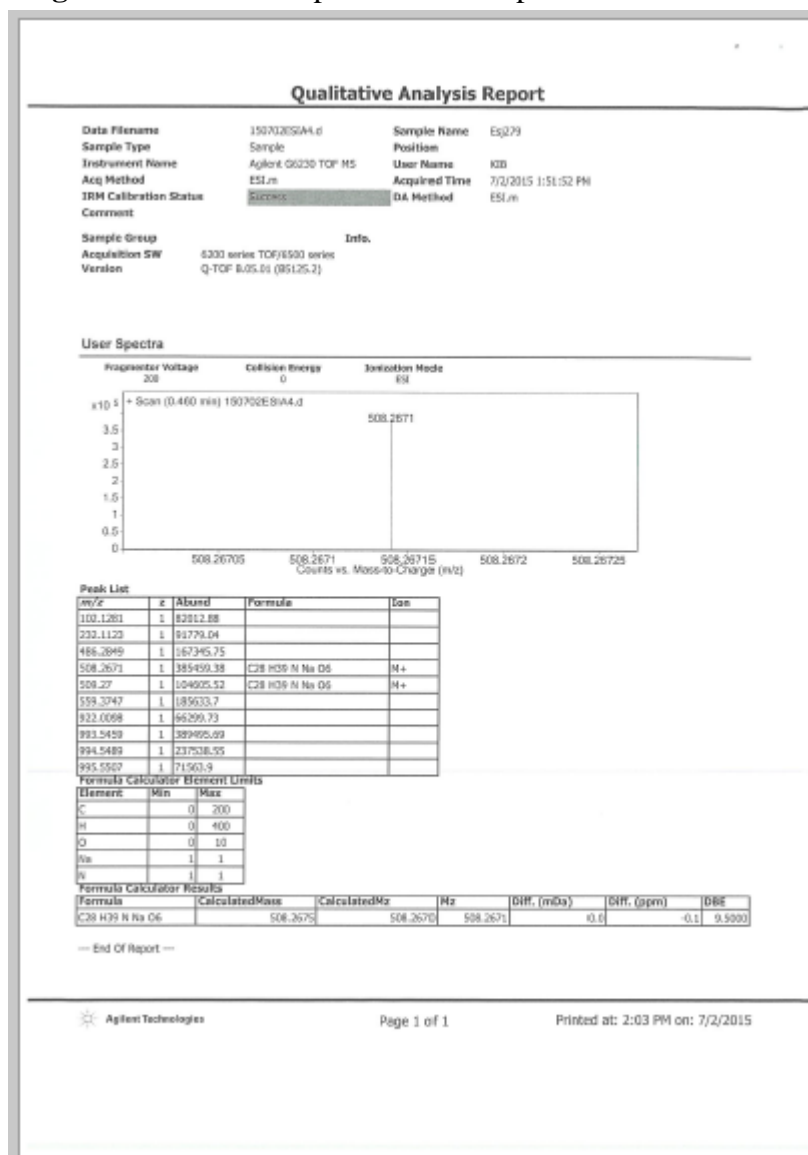 Qualitative Analysis Report
Data Filename 150702ESIA4.d Sample Name Esj279
Sample Type Sample Position
Instrument Name Agilent G6230 TOF MS User Name KIB
Acq Method ESI.m Acquired Time 7/2/2015 1:51:52 PM
IRM Calibration Status Success DA Method ESI.m
Comment
Sample Group Info.
Acquisition SW 6200 series TOF/6500 series
Version Q-TOF B.05.01 (B5125.2)
User Spectra
Fragmentor Voltage Collision Energy Ionization Mode
200 0 ESI
x10 5 + Scan (0.460 min) 150702ESIA4.d
508.2671
3.5
3
2.5
2
1.5
1
0.5
0
508.26705 508.2671 508.26715 508.2672 508.26725
Counts vs. Mass-to-Charge (m/z)
Peak List
m/z z Abund Formula Ion
102.1281 1 82012.88
232.1123 1 91779.04
486.2849 1 167345.75
508.2671 1 385459.38 C28 H39 N Na O6 M+
509.27 1 104605.52 C28 H39 N Na O6 M+
559.3747 1 185633.7
922.0098 1 66299.73
993.5459 1 389495.69
994.5489 1 237538.55
995.5507 1 71563.9
Formula Calculator Element Limits
Element Min Max
C 0 200
H 0 400
O 0 10
Na 1 1
N 1 1
Formula Calculator Results
Formula CalculatedMass CalculatedMz Mz Diff. (mDa) Diff. (ppm) DBE
C28 H39 N Na O6 508.2675 508.2670 508.2671 0.0 -0.1 9.5000
--- End Of Report ---
Agilent Technologies Page 1 of 1 Printed at: 2:03 PM on: 7/2/2015